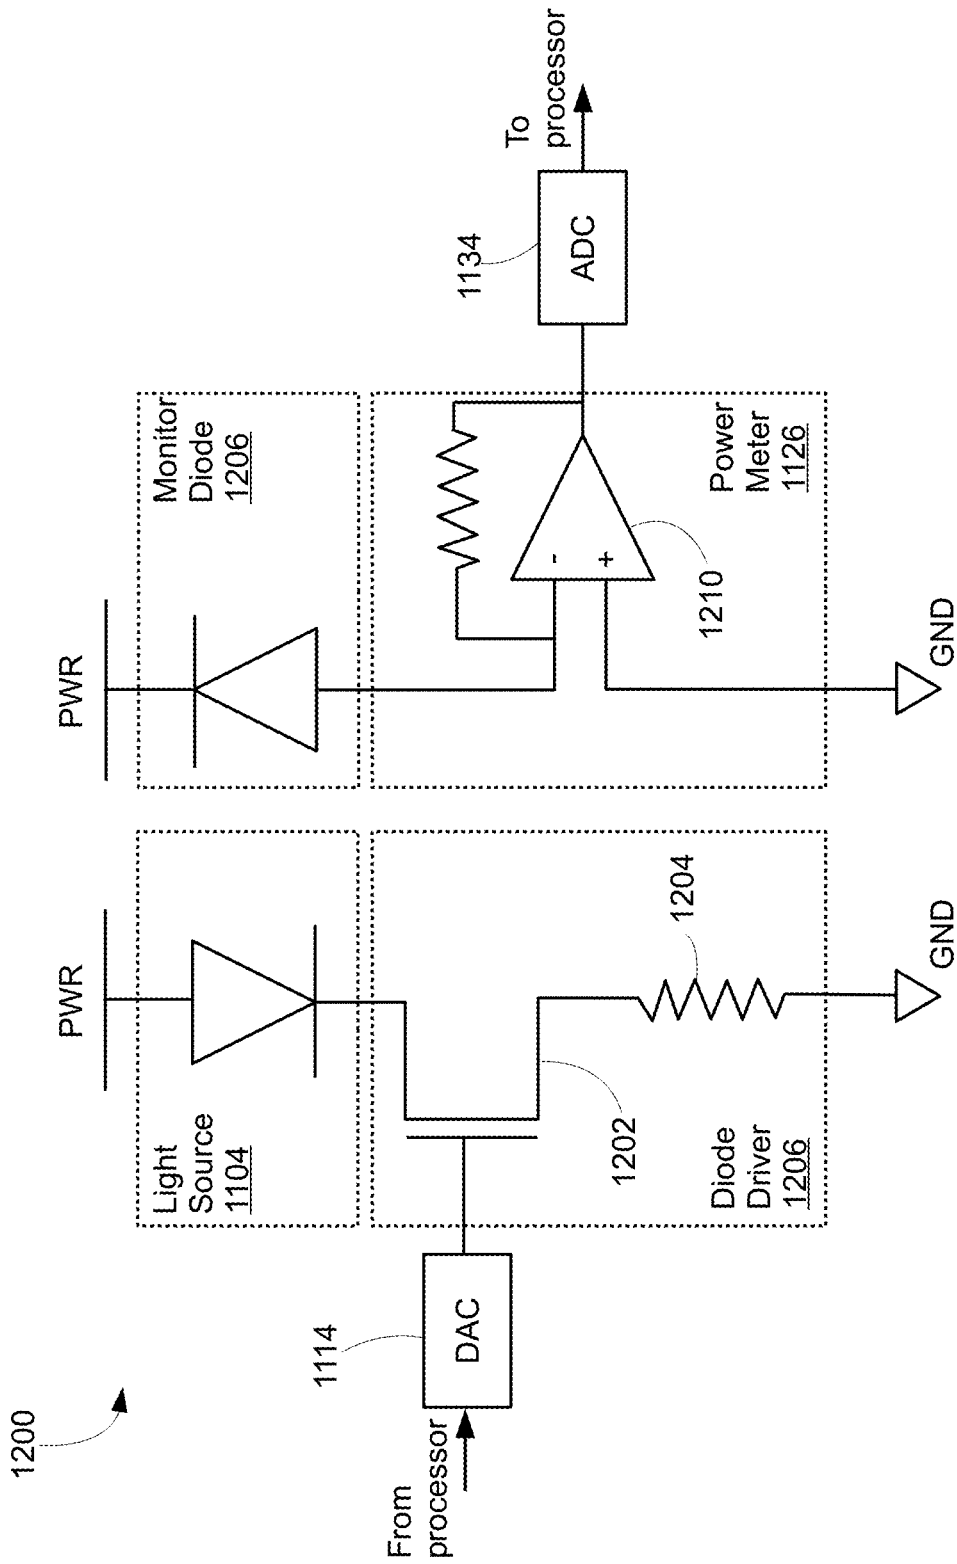 1200
From
processor
1114
DAC
PWR
Light
Source
1104
1202
1204
Diode
Driver
1206
GND
PWR
Monitor
Diode
1206
-
+
1210
Power
Meter
1126
GND
1134
ADC
To
processor